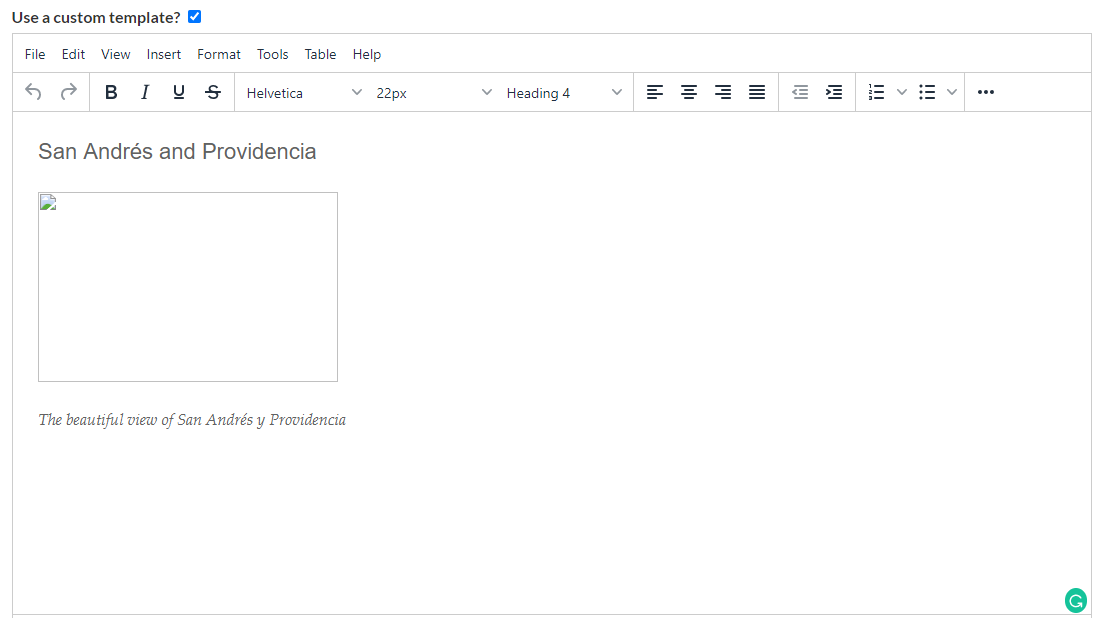 Use a custom template?
File Edit View Insert Format Tools Table Help
B I U S Helvetica 22px Heading 4
San Andrés and Providencia
The beautiful view of San Andrés y Providencia